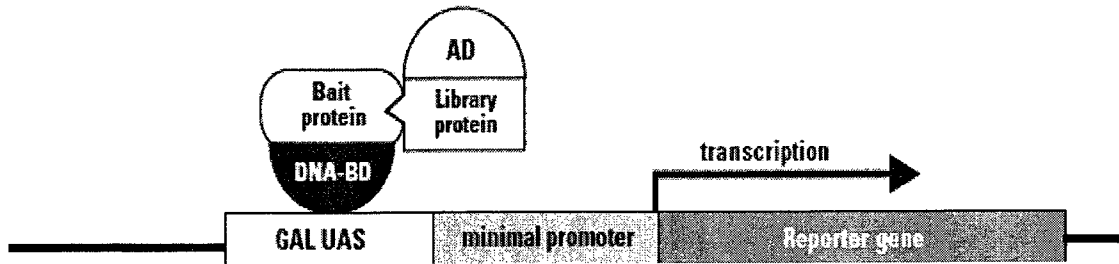 AD
Bait
protein
Library
protein
DNA-BD
transcription
GAL UAS
minimal promoter
Reporter gene